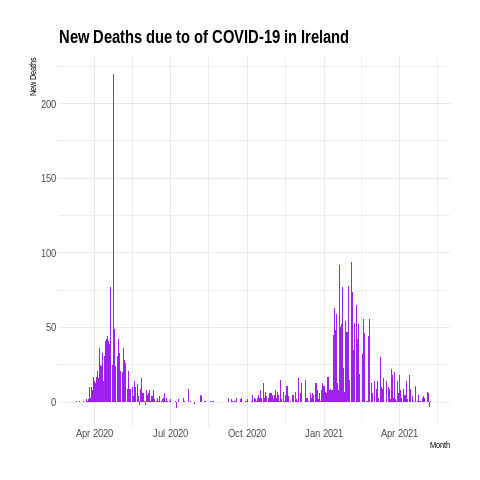 New Deaths due to of COVID-19 in Ireland
New Deaths
200
150
100
50
0
Apr 2020 Jul 2020 Oct 2020 Jan 2021 Apr 2021
Month